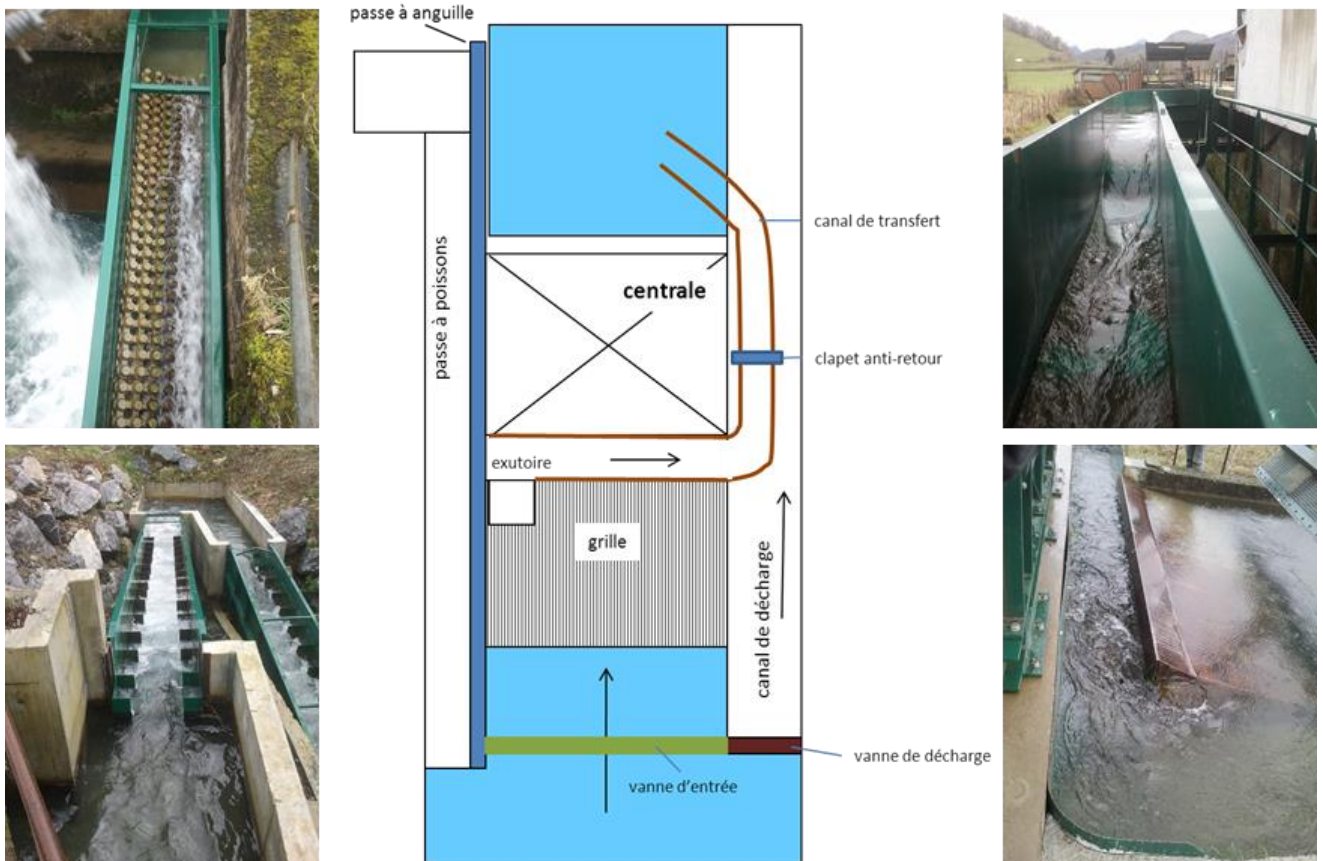 passe à anguille
passe à poissons
canal de transfert
centrale
clapet anti-retour
exutoire
grille
canal de décharge
vanne de décharge
vanne d'entrée